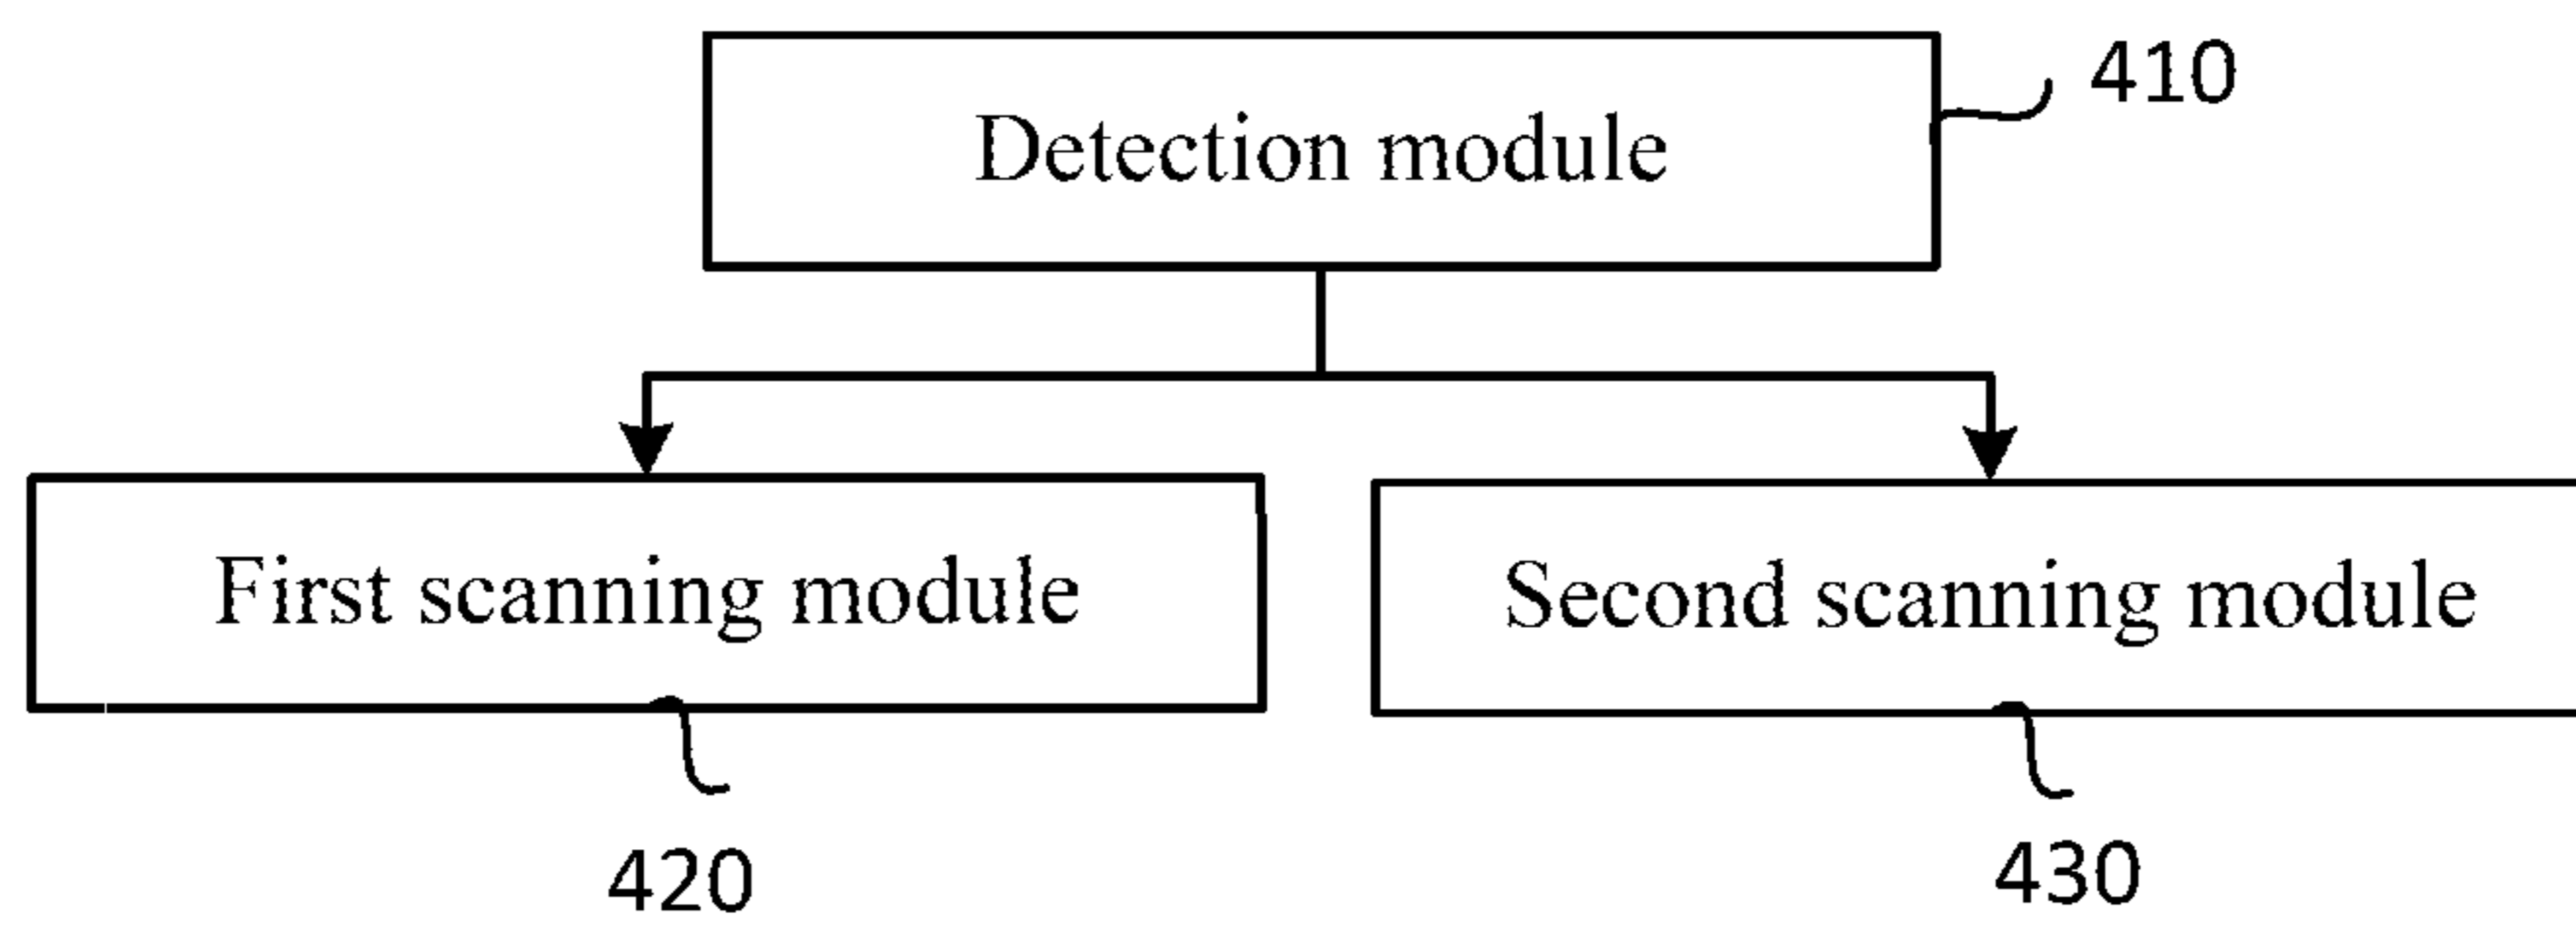 410
Detection module
First scanning module
Second scanning module
420
430